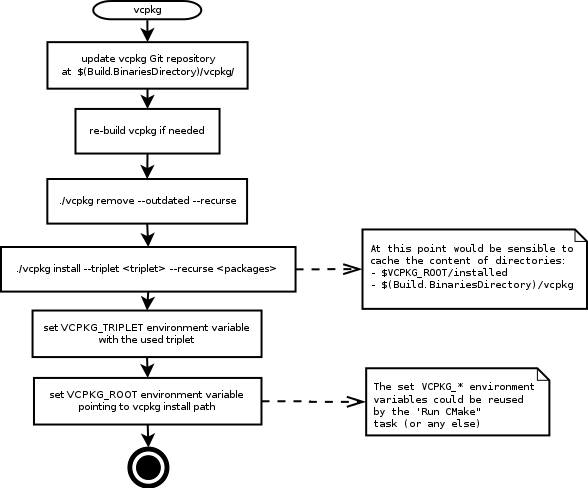 vcpkg
update vcpkg Git repository
at $(Build.BinariesDirectory)/vcpkg/
re-build vcpkg if needed
./vcpkg remove --outdated --recurse
./vcpkg install --triplet <triplet> --recurse <packages>
At this point would be sensible to
cache the content of directories:
- $VCPKG_ROOT/installed
- $(Build.BinariesDirectory)/vcpkg
set VCPKG_TRIPLET environment variable
with the used triplet
set VCPKG_ROOT environment variable
pointing to vcpkg install path
The set VCPKG_* environment
variables could be reused
by the 'Run CMake"
task (or any else)